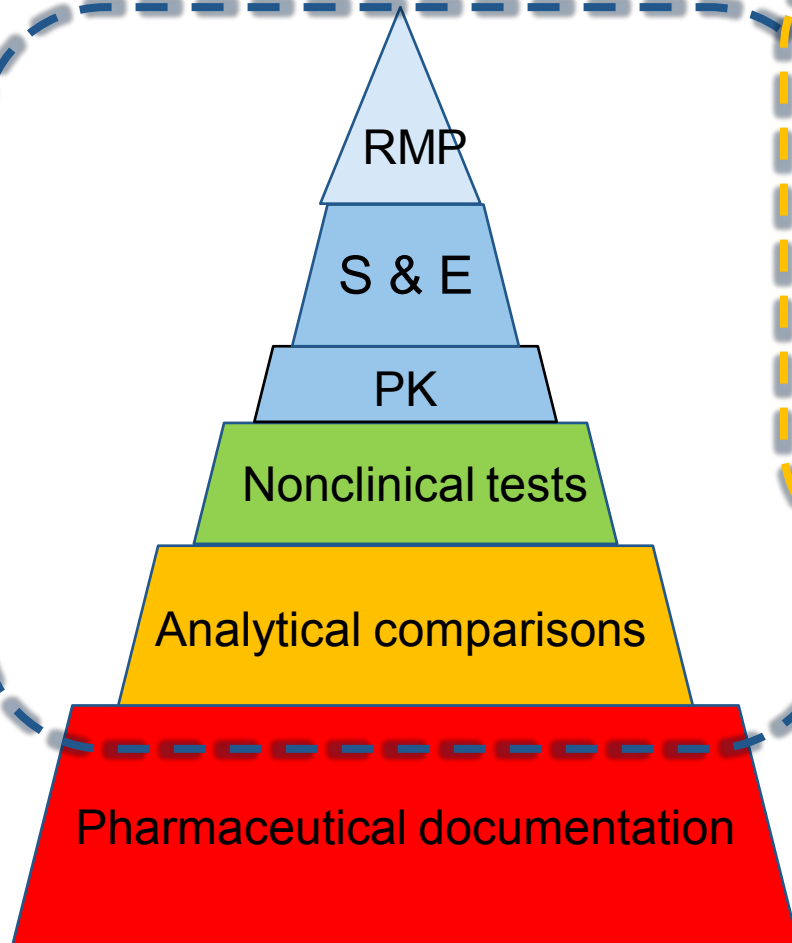 RMP
S & E
PK
Nonclinical tests
Analytical comparisons
Pharmaceutical documentation